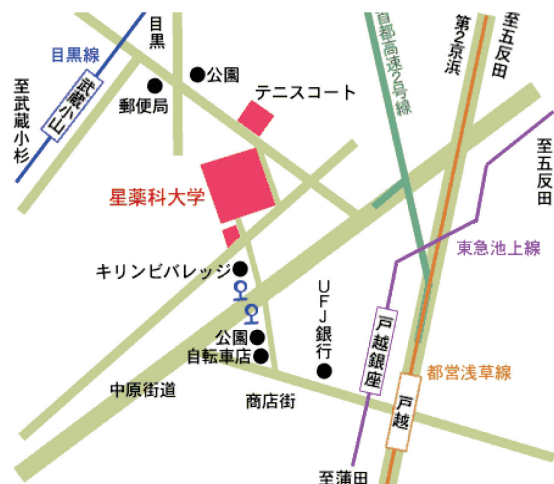 目黒
目黒線
武蔵小山
至武蔵小杉
公園
郵便局
テニスコート
首都高速2号線
第2京浜
至五反田
至五反田
星薬科大学
東急池上線
キリンビバレッジ
UFJ銀行
公園
自転車店
戸越銀座
都営浅草線
戸越
中原街道
商店街
至蒲田